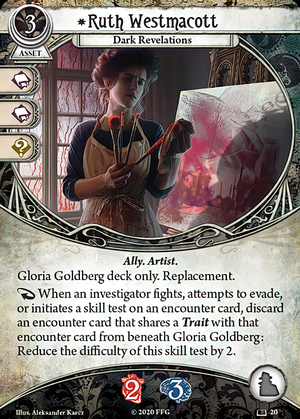 3
*Ruth Westmacott
ASSET
Dark Revelations
2
Ally. Artist.
Gloria Goldberg deck only. Replacement.
When an investigator fights, attempts to evade,
or initiates a skill test on an encounter card, discard
an encounter card that shares a Trait with that
encounter card from beneath Gloria Goldberg:
Reduce the difficulty of this skill test by 2.
2
3
Illus. Aleksander Karcz
© 2020 FFG
20